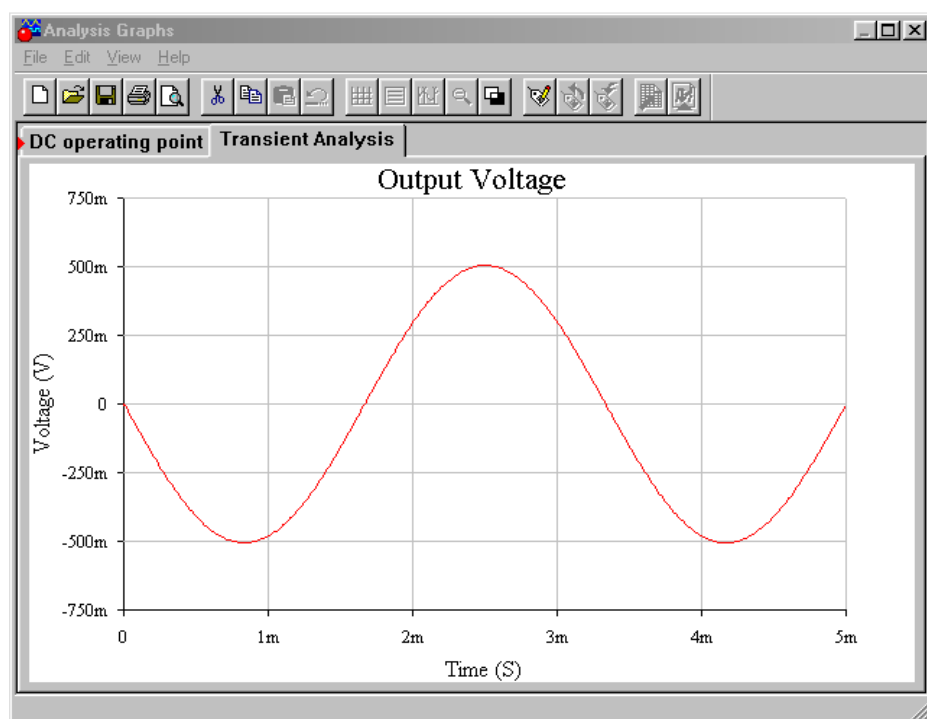 Analysis Graphs
File Edit View Help
DC operating point Transient Analysis
Output Voltage
750m
500m
250m
0
-250m
-500m
-750m
Voltage (V)
0 1m 2m 3m 4m 5m
Time (S)